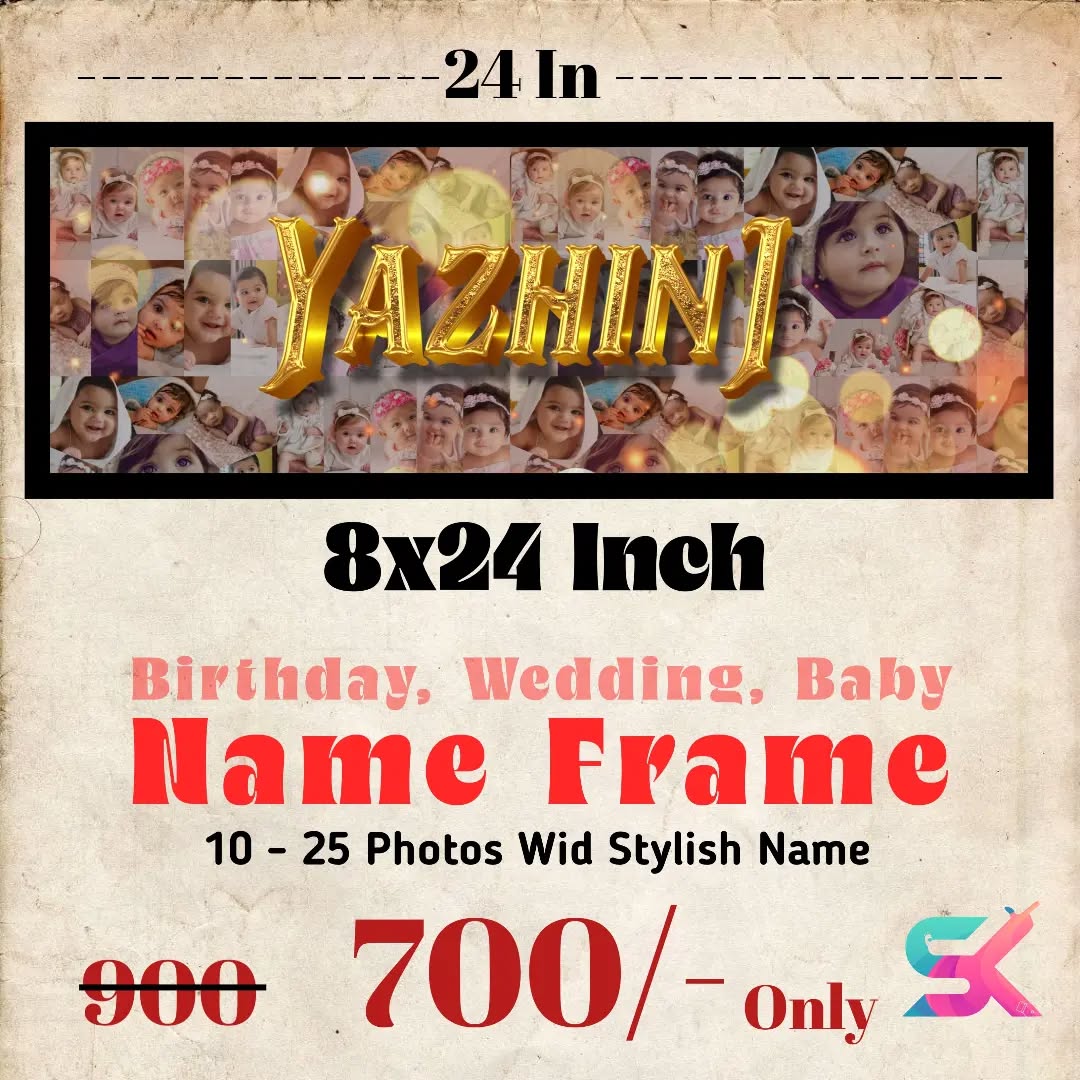 24 In
YAZHINI
8x24 Inch
Birthday, Wedding, Baby
Name Frame
10 - 25 Photos Wid Stylish Name
900 700/- Only
SK